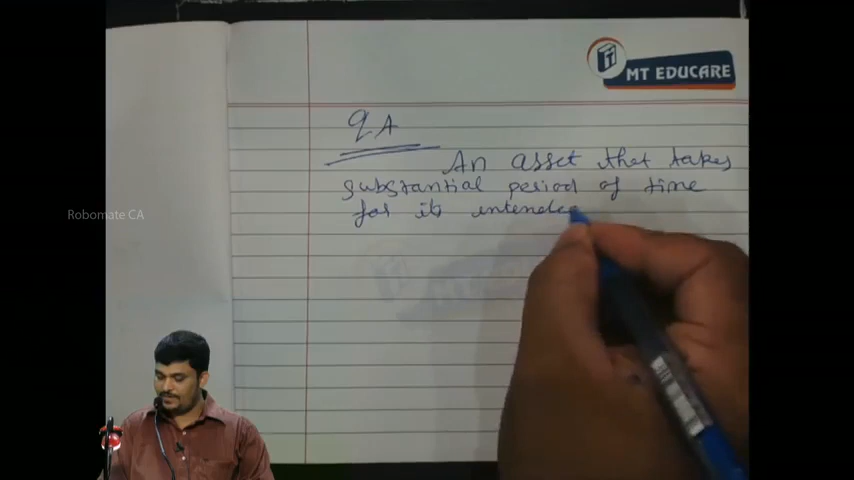 MT EDUCARE
QA
An asset that takes
substantial period of time
for its intended
Robomate CA